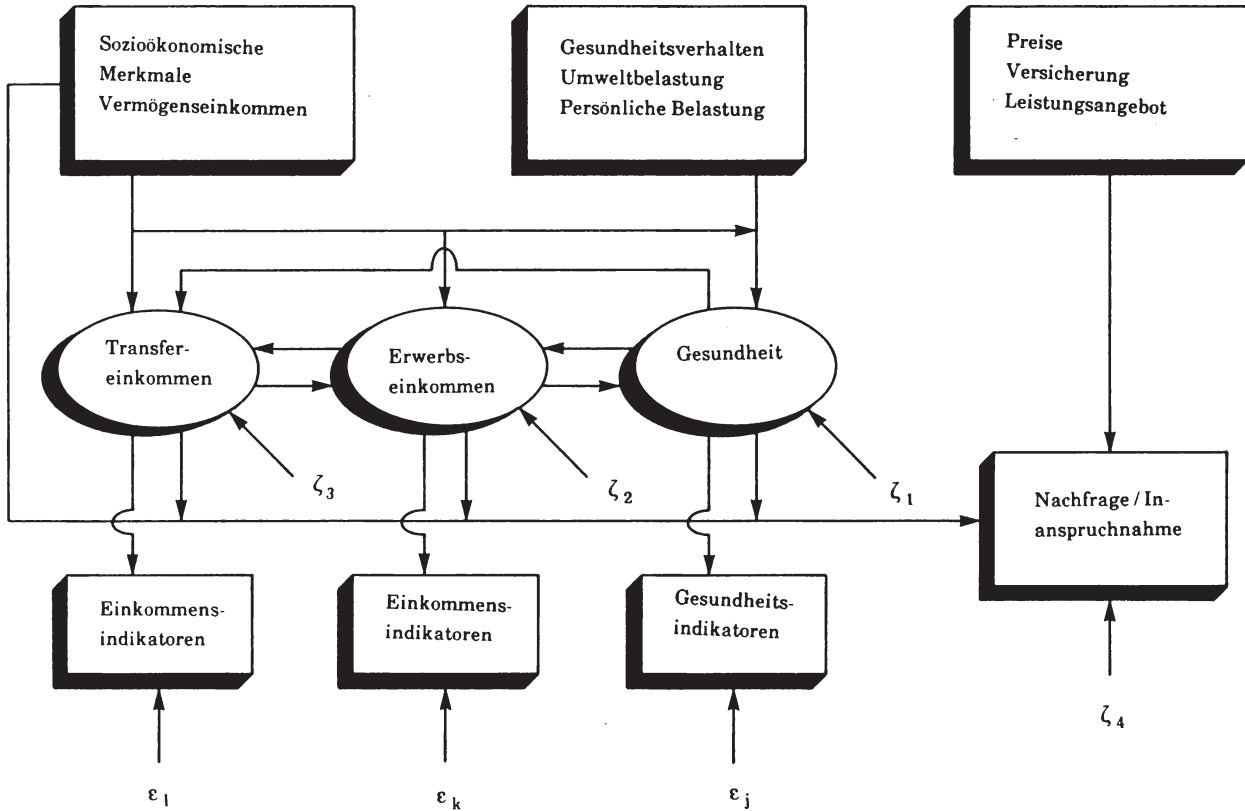 Sozioökonomische
Merkmale
Vermögenseinkommen
Gesundheitsverhalten
Umweltbelastung
Persönliche Belastung
Preise
Versicherung
Leistungsangebot
Transfer-
einkommen
Erwerbs-
einkommen
Gesundheit
ζ₃
ζ₂
ζ₁
Nachfrage / In-
anspruchnahme
Einkommens-
indikatoren
Einkommens-
indikatoren
Gesundheits-
indikatoren
ζ₄
ε₁
εₖ
εⱼ